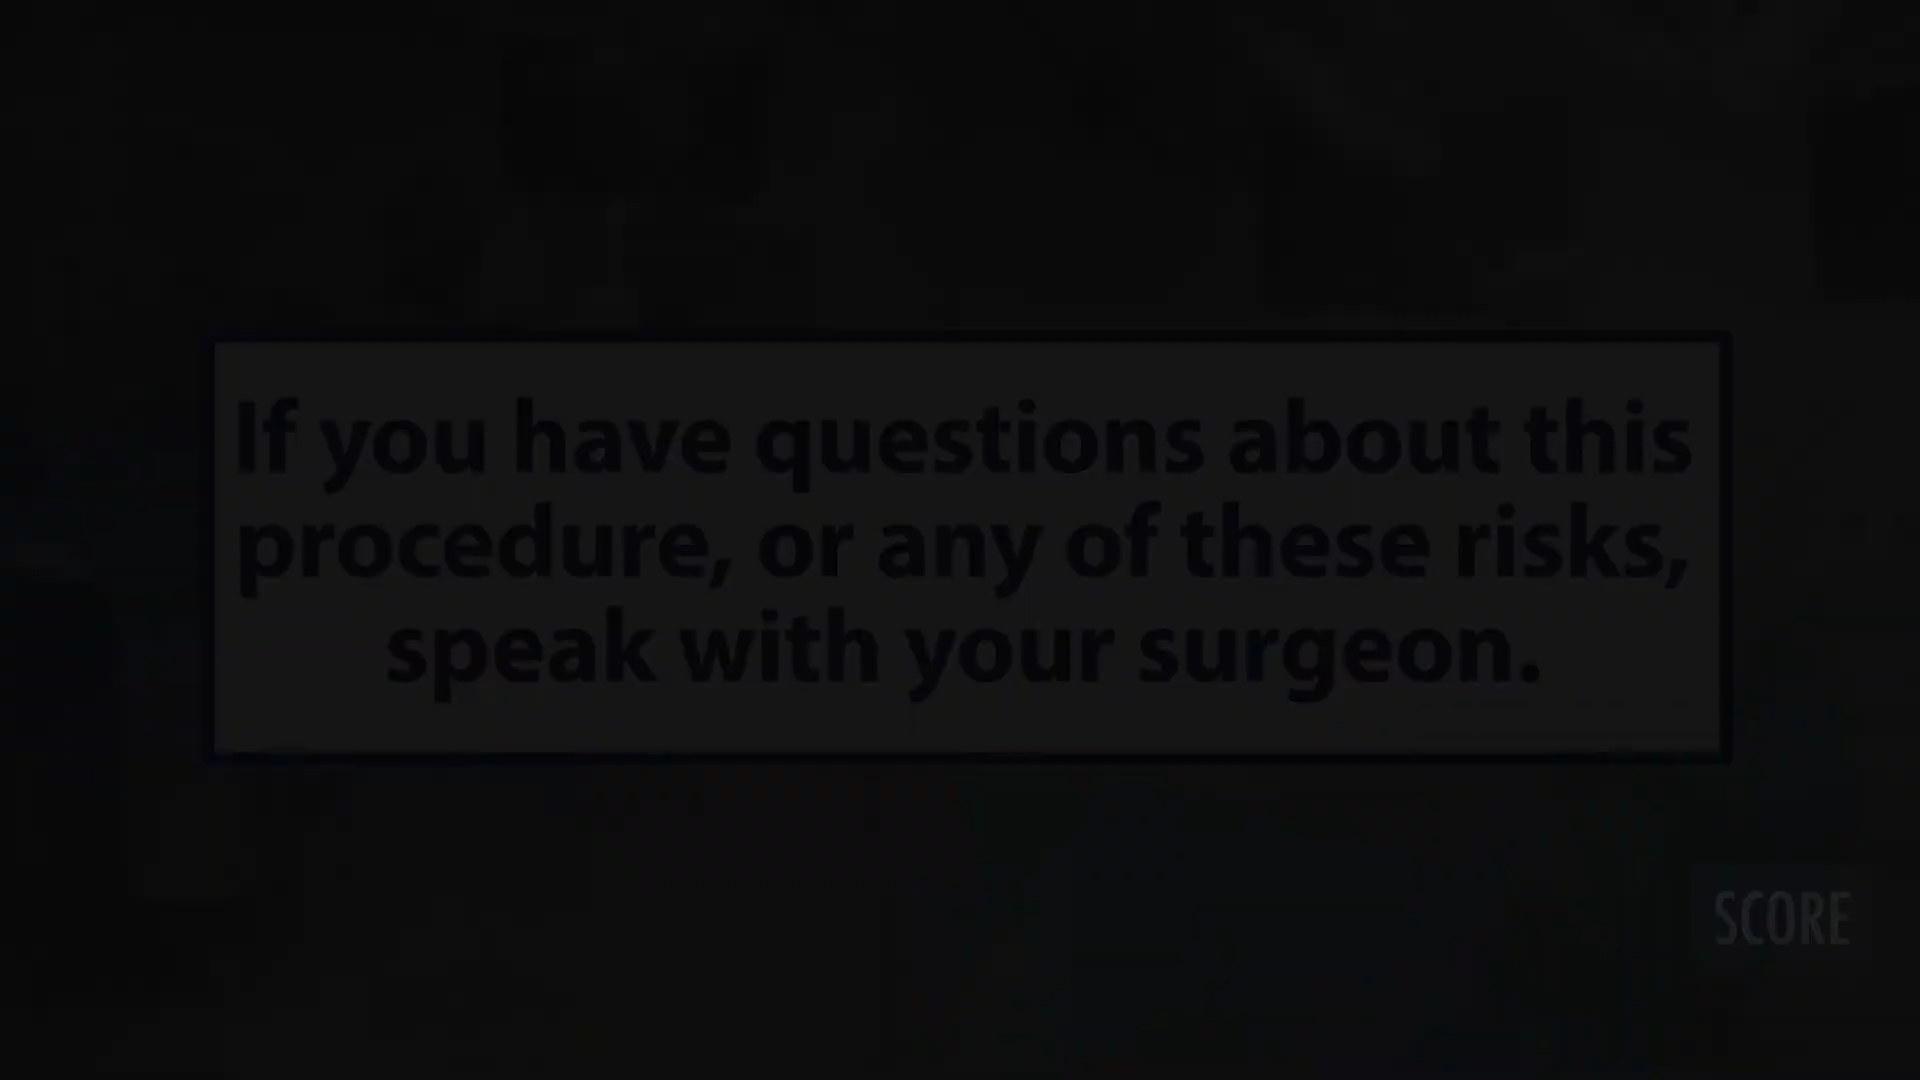 If you have questions about this
procedure, or any of these risks,
speak with your surgeon.
SCORE